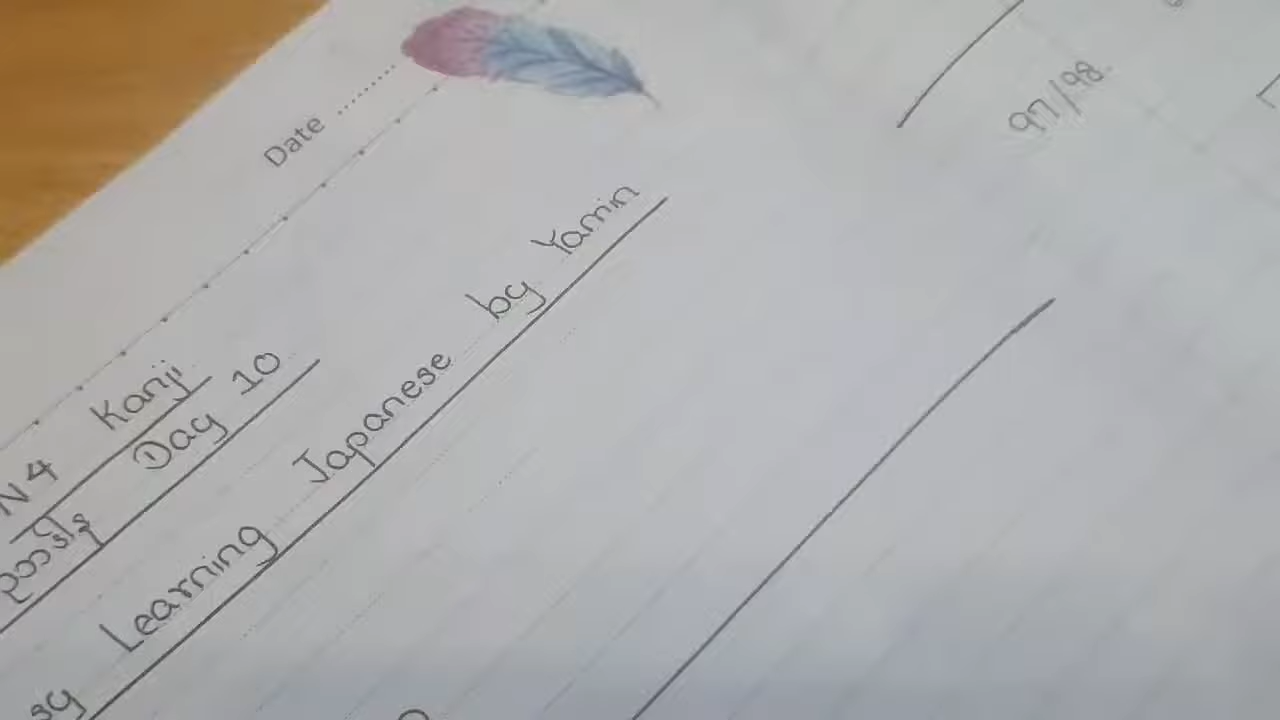 Date ........
N4 Kanji
Day 10
Learning Japanese by Yamin
97/98